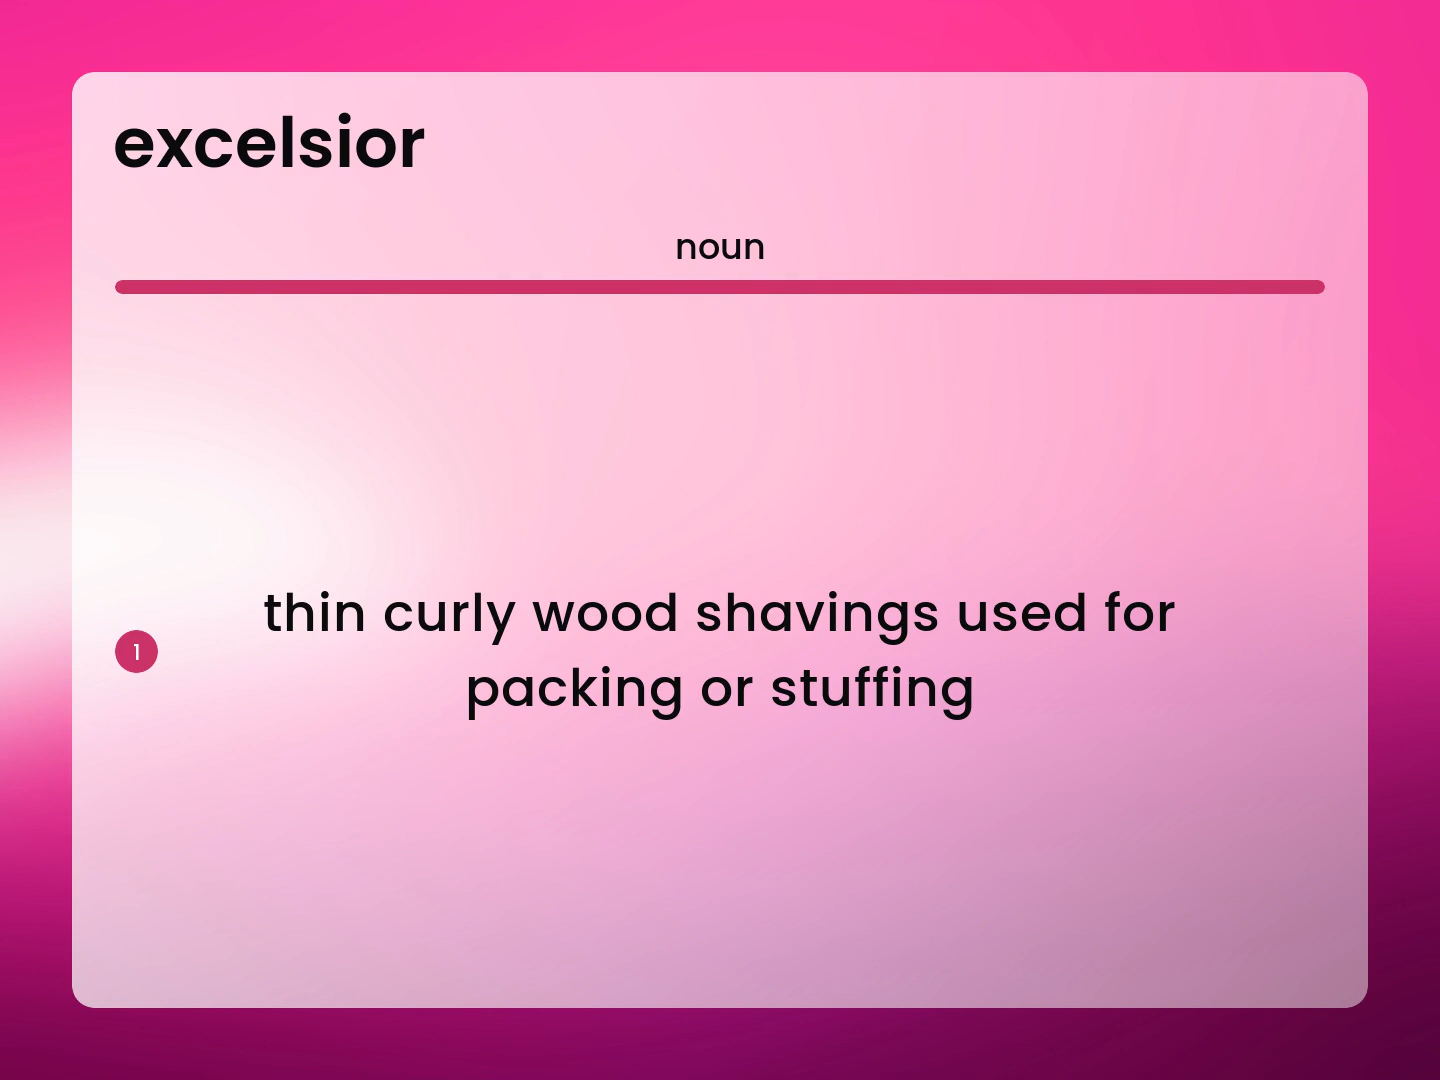 excelsior
noun
1
thin curly wood shavings used for
packing or stuffing